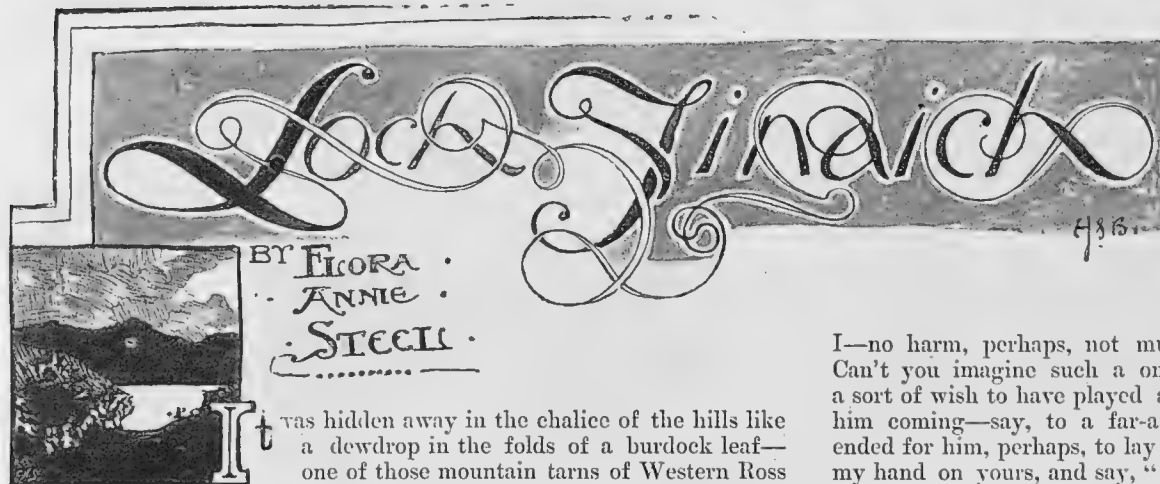 Loch Finaich
BY FLORA
ANNIE
STEEL
It was hidden away in the chalice of the hills like
a dewdrop in the folds of a burdock leaf—
one of those mountain tarns of Western Ross
I—no harm, perhaps, not mu
Can't you imagine such a on
a sort of wish to have played a
him coming—say, to a far-a
ended for him, perhaps, to lay
my hand on yours, and say, "